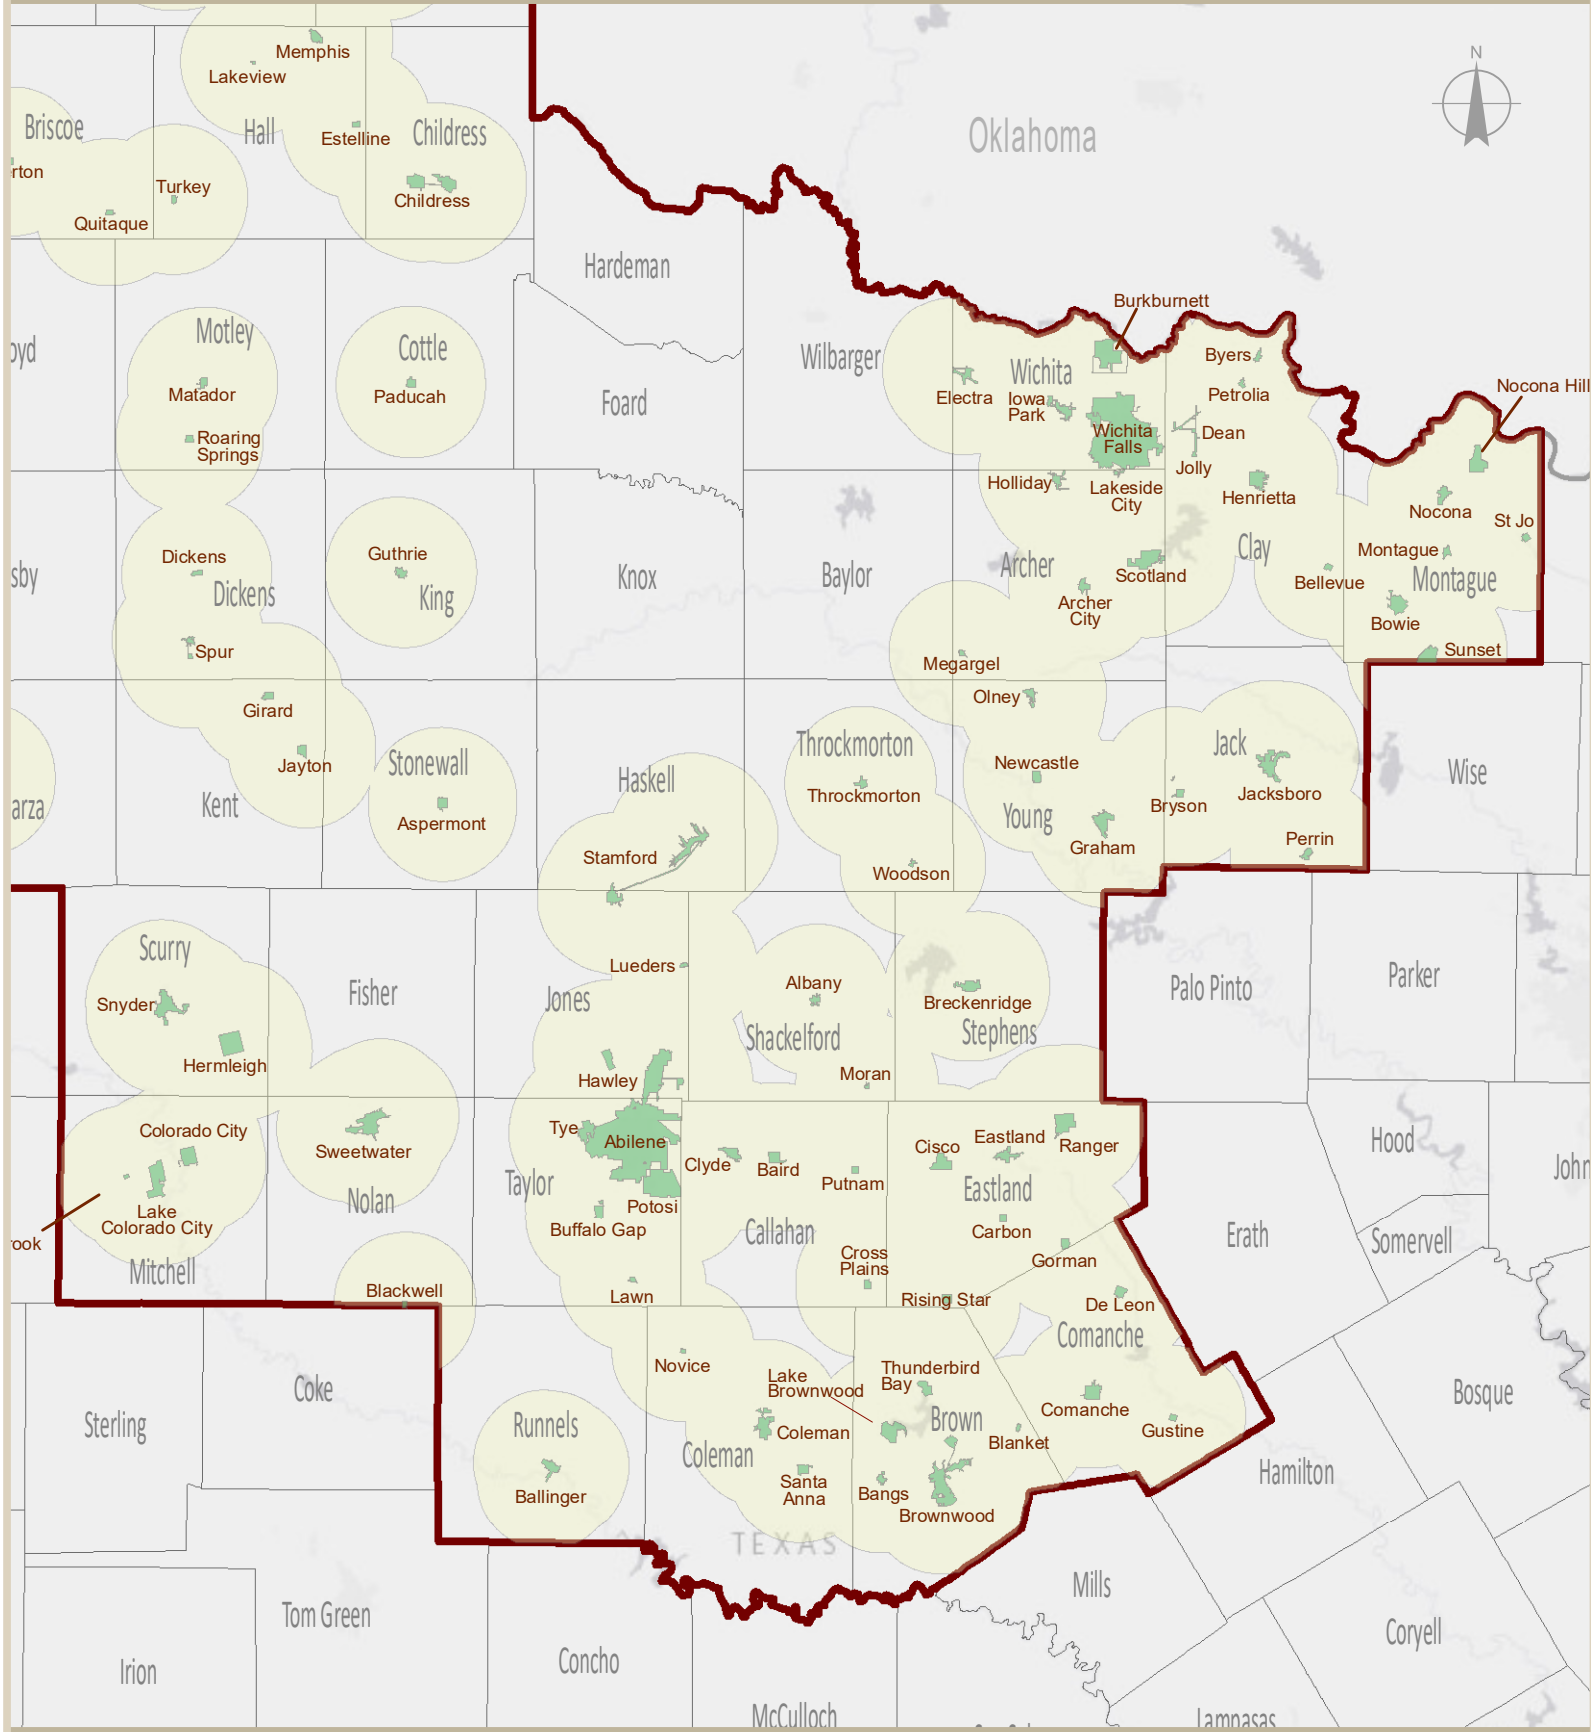 N
Memphis
Lakeview
Briscoe
Hall
Estelline
Childress
Oklahoma
rton
Turkey
Childress
Quitaque
Hardeman
Burkburnett
Motley
Cottle
oyd
Wilbarger
Wichita
Byers
Matador
Paducah
Foard
Electra
Iowa
Park
Petrolia
Nocona Hill
Roaring
Springs
Wichita
Falls
Dean
Jolly
Holliday
Lakeside
City
Henrietta
Nocona
St Jo
Dickens
Guthrie
Montague
sby
Dickens
King
Knox
Baylor
Archer
Scotland
Clay
Bellevue
Montague
Archer
City
Bowie
Spur
Megargel
Sunset
Girard
Olney
Jayton
Stonewall
Haskell
Throckmorton
Newcastle
Jack
Wise
arza
Kent
Throckmorton
Young
Bryson
Jacksboro
Aspermont
Graham
Perrin
Stamford
Woodson
Scurry
Lueders
Albany
Snyder
Fisher
Jones
Breckenridge
Palo Pinto
Parker
Shackelford
Stephens
Hermleigh
Hawley
Moran
Colorado City
Tye
Abilene
Cisco
Eastland
Ranger
Hood
Sweetwater
Clyde
Baird
John
Taylor
Putnam
Eastland
Nolan
Potosi
Lake
Colorado City
Buffalo Gap
Callahan
Carbon
Erath
Somervell
rook
Cross
Plains
Gorman
Mitchell
Blackwell
Lawn
Rising Star
De Leon
Comanche
Novice
Lake
Brownwood
Thunderbird
Bay
Coke
Bosque
Sterling
Runnels
Coleman
Brown
Comanche
Gustine
Coleman
Blanket
Santa
Anna
Bangs
Hamilton
Ballinger
Brownwood
TEXAS
Mills
Tom Green
Coryell
Irion
Concho
McCulloch
Lampasas